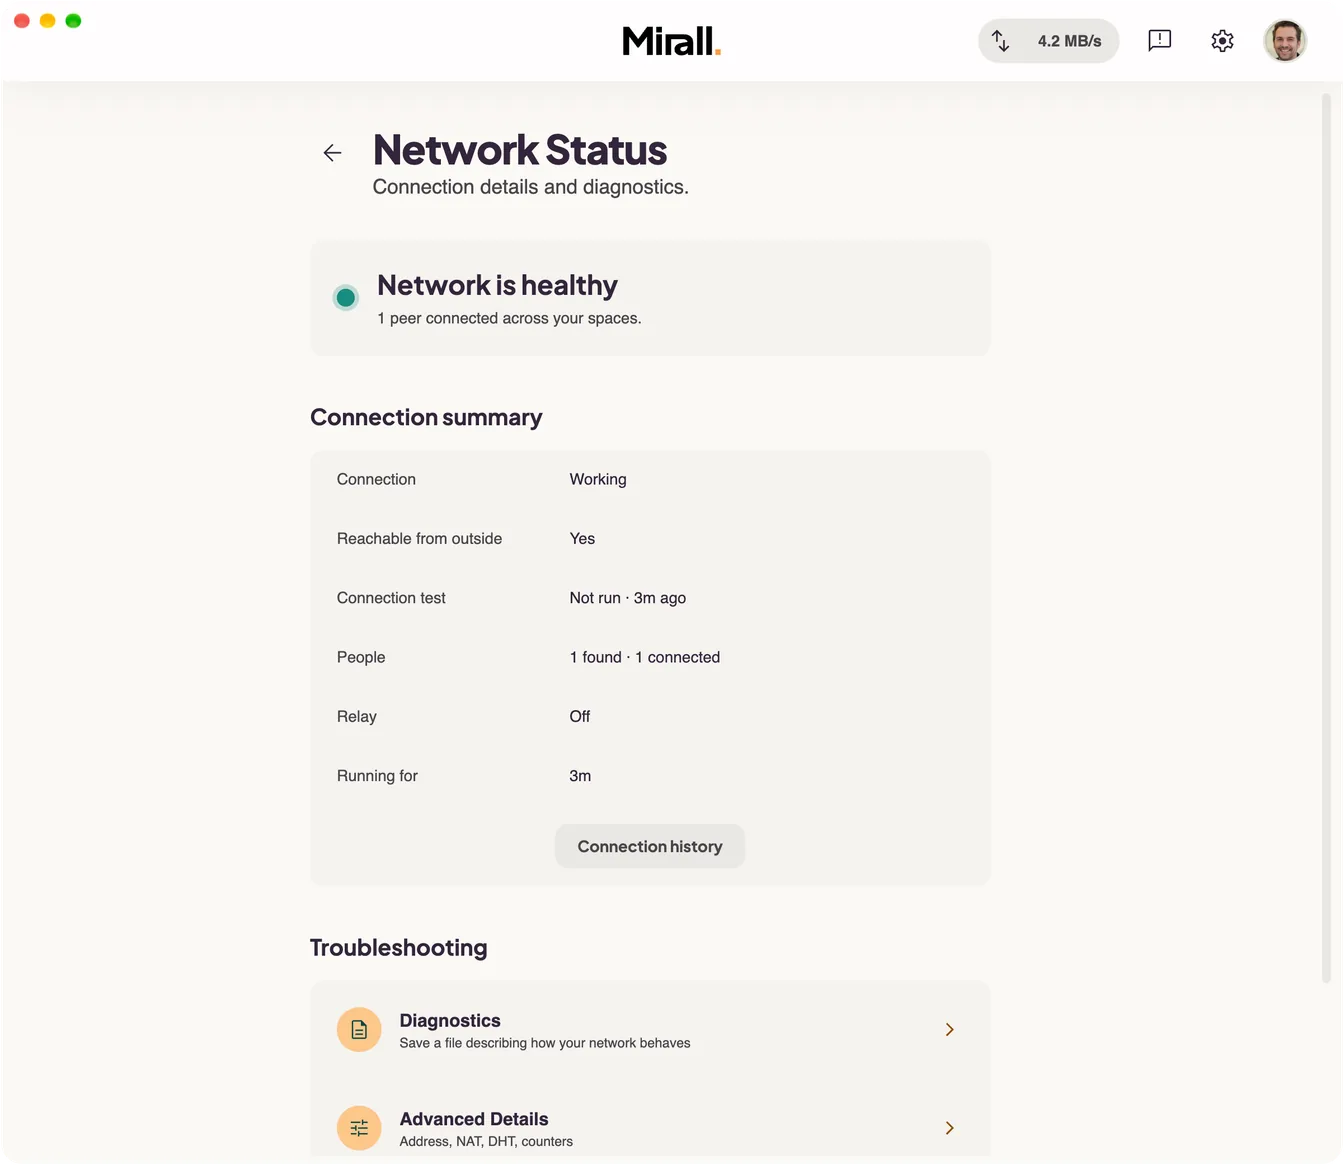 Mirall.
4.2 MB/s
Network Status
Connection details and diagnostics.
Network is healthy
1 peer connected across your spaces.
Connection summary
Connection Working
Reachable from outside Yes
Connection test Not run · 3m ago
People 1 found · 1 connected
Relay Off
Running for 3m
Connection history
Troubleshooting
Diagnostics
Save a file describing how your network behaves
Advanced Details
Address, NAT, DHT, counters